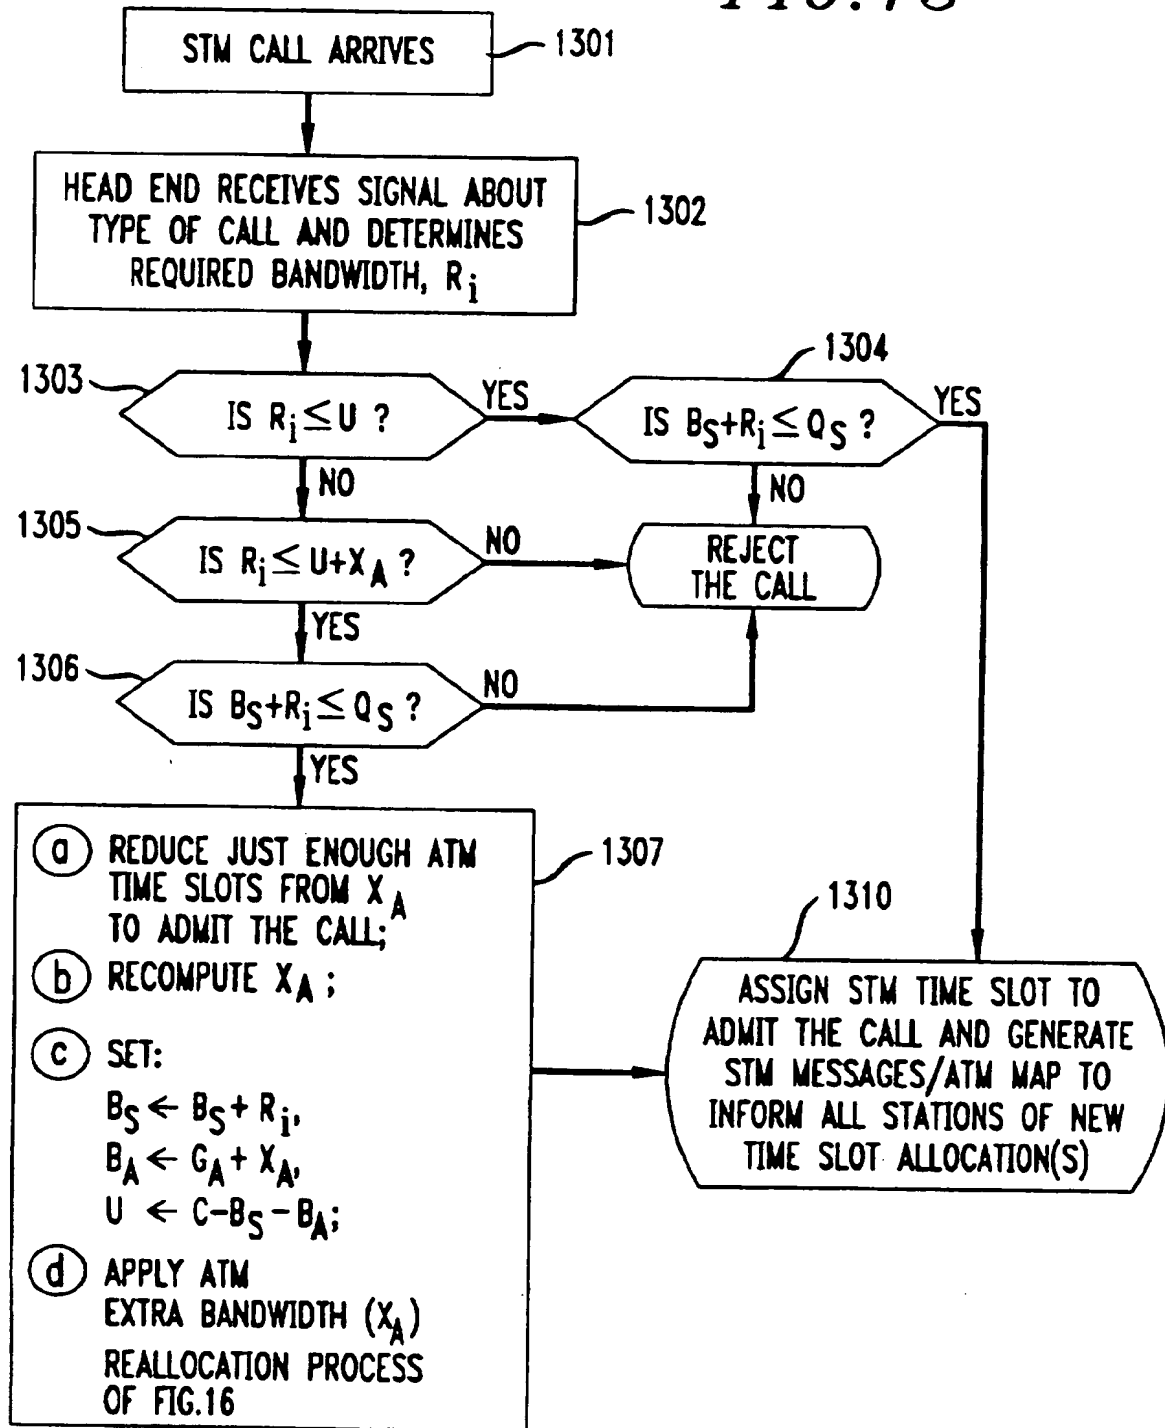 FIG. 13
STM CALL ARRIVES
1301
HEAD END RECEIVES SIGNAL ABOUT
TYPE OF CALL AND DETERMINES
REQUIRED BANDWIDTH, Ri
1302
1303
IS Ri ≤ U ?
YES
1304
IS BS+Ri ≤ QS ?
YES
NO
NO
1305
IS Ri ≤ U+XA ?
NO
REJECT
THE CALL
YES
1306
IS BS+Ri ≤ QS ?
NO
YES
1307
a REDUCE JUST ENOUGH ATM
TIME SLOTS FROM XA
TO ADMIT THE CALL;
b RECOMPUTE XA ;
c SET:
BS ← BS + Ri,
BA ← GA + XA,
U ← C−BS−BA;
d APPLY ATM
EXTRA BANDWIDTH (XA)
REALLOCATION PROCESS
OF FIG.16
1310
ASSIGN STM TIME SLOT TO
ADMIT THE CALL AND GENERATE
STM MESSAGES/ATM MAP TO
INFORM ALL STATIONS OF NEW
TIME SLOT ALLOCATION(S)